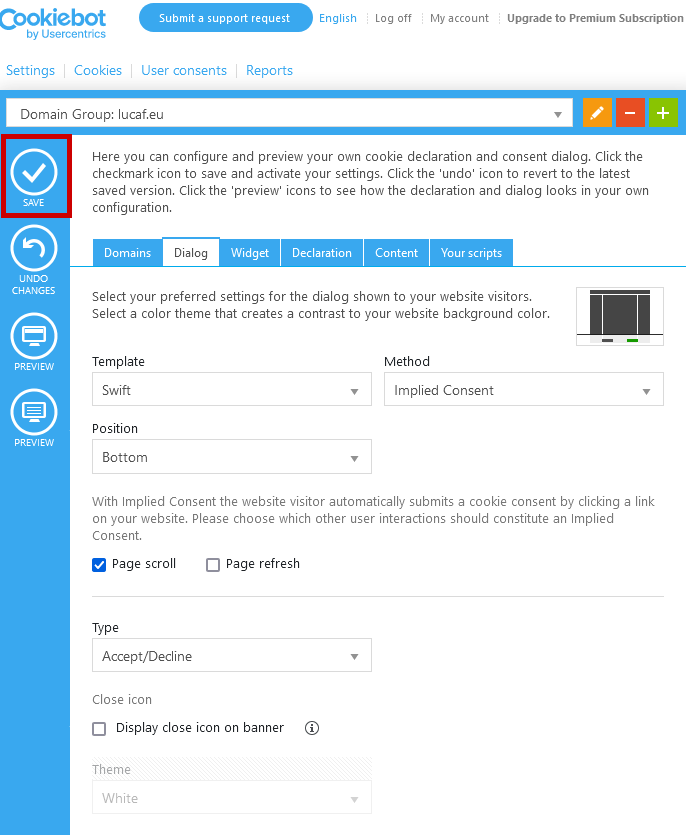 Cookiebot
by Usercentrics
Submit a support request
English
Log off
My account
Upgrade to Premium Subscription
Settings
Cookies
User consents
Reports
Domain Group: lucaf.eu
SAVE
UNDO
CHANGES
PREVIEW
PREVIEW
Here you can configure and preview your own cookie declaration and consent dialog. Click the
checkmark icon to save and activate your settings. Click the 'undo' icon to revert to the latest
saved version. Click the 'preview' icons to see how the declaration and dialog looks in your own
configuration.
Domains
Dialog
Widget
Declaration
Content
Your scripts
Select your preferred settings for the dialog shown to your website visitors.
Select a color theme that creates a contrast to your website background color.
Template
Method
Swift
Implied Consent
Position
Bottom
With Implied Consent the website visitor automatically submits a cookie consent by clicking a link
on your website. Please choose which other user interactions should constitute an Implied
Consent.
Page scroll
Page refresh
Type
Accept/Decline
Close icon
Display close icon on banner
Theme
White